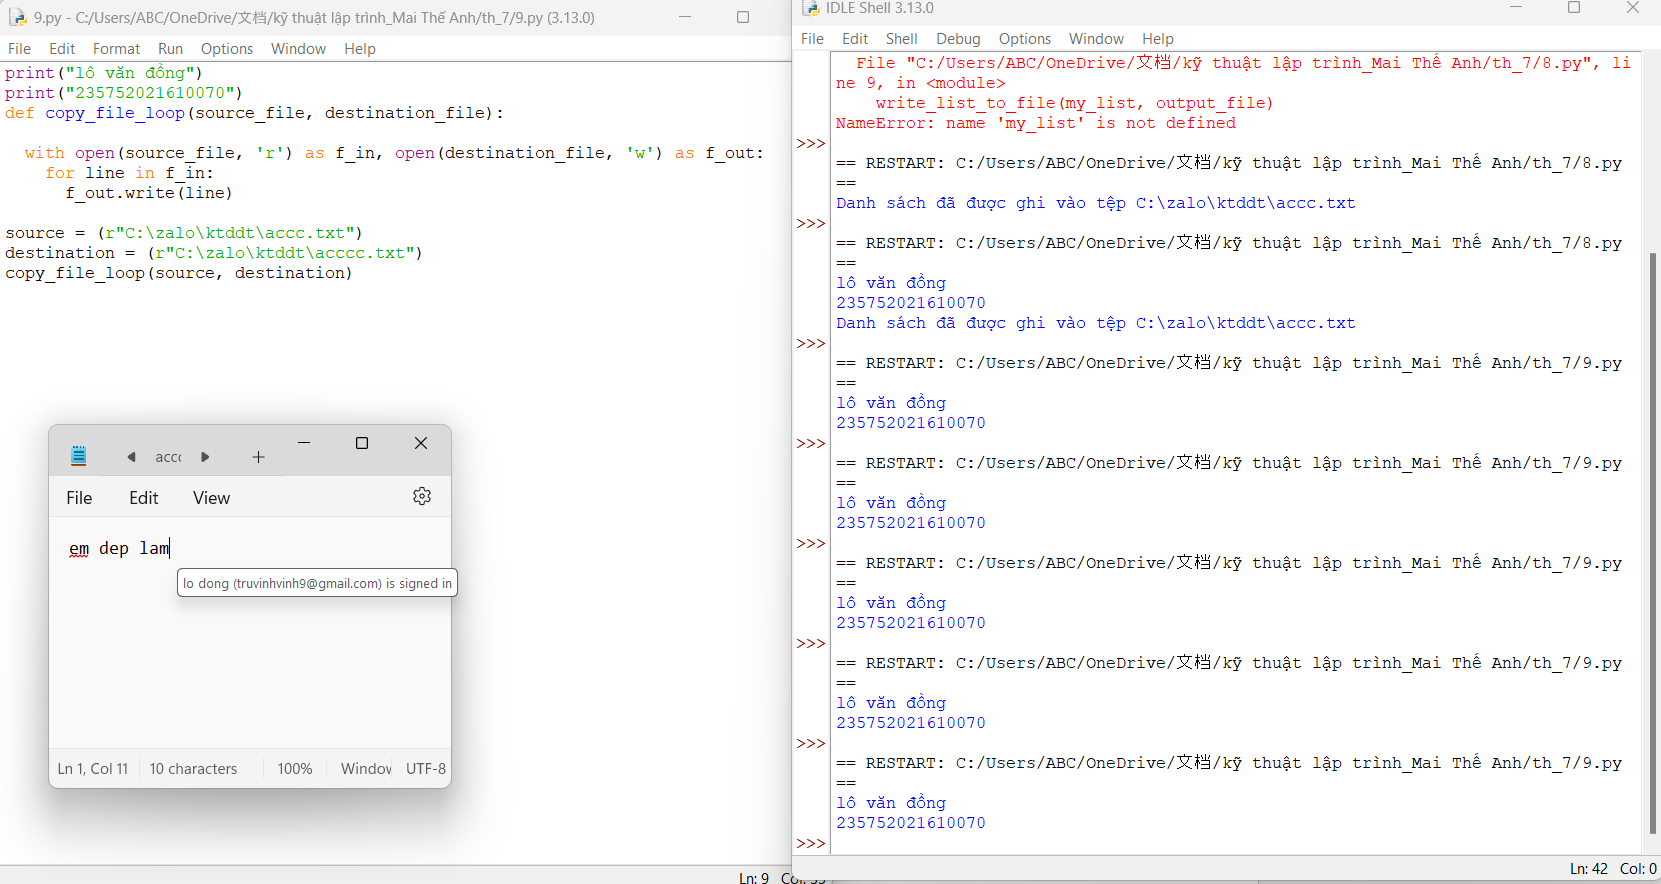 9.py - C:/Users/ABC/OneDrive/文档/kỹ thuật lập trình_Mai Thế Anh/th_7/9.py (3.13.0)
File Edit Format Run Options Window Help
print("lô văn đồng")
print("235752021610070")
def copy_file_loop(source_file, destination_file):
with open(source_file, 'r') as f_in, open(destination_file, 'w') as f_out:
for line in f_in:
f_out.write(line)
source = (r"C:\zalo\ktddt\accc.txt")
destination = (r"C:\zalo\ktddt\acccc.txt")
copy_file_loop(source, destination)
File Edit View
em dep lam
lo dong (truvinhvinh9@gmail.com) is signed in
Ln 1, Col 11 10 characters 100% Window UTF-8
Ln: 9
IDLE Shell 3.13.0
File Edit Shell Debug Options Window Help
File "C:/Users/ABC/OneDrive/文档/kỹ thuật lập trình_Mai Thế Anh/th_7/8.py", li
ne 9, in <module>
write_list_to_file(my_list, output_file)
NameError: name 'my_list' is not defined
>>>
== RESTART: C:/Users/ABC/OneDrive/文档/kỹ thuật lập trình_Mai Thế Anh/th_7/8.py
==
Danh sách đã được ghi vào tệp C:\zalo\ktddt\accc.txt
>>>
== RESTART: C:/Users/ABC/OneDrive/文档/kỹ thuật lập trình_Mai Thế Anh/th_7/8.py
==
lô văn đồng
235752021610070
Danh sách đã được ghi vào tệp C:\zalo\ktddt\accc.txt
>>>
== RESTART: C:/Users/ABC/OneDrive/文档/kỹ thuật lập trình_Mai Thế Anh/th_7/9.py
==
lô văn đồng
235752021610070
>>>
== RESTART: C:/Users/ABC/OneDrive/文档/kỹ thuật lập trình_Mai Thế Anh/th_7/9.py
==
lô văn đồng
235752021610070
>>>
== RESTART: C:/Users/ABC/OneDrive/文档/kỹ thuật lập trình_Mai Thế Anh/th_7/9.py
==
lô văn đồng
235752021610070
>>>
== RESTART: C:/Users/ABC/OneDrive/文档/kỹ thuật lập trình_Mai Thế Anh/th_7/9.py
==
lô văn đồng
235752021610070
>>>
== RESTART: C:/Users/ABC/OneDrive/文档/kỹ thuật lập trình_Mai Thế Anh/th_7/9.py
==
lô văn đồng
235752021610070
>>>
Ln: 42 Col: 0